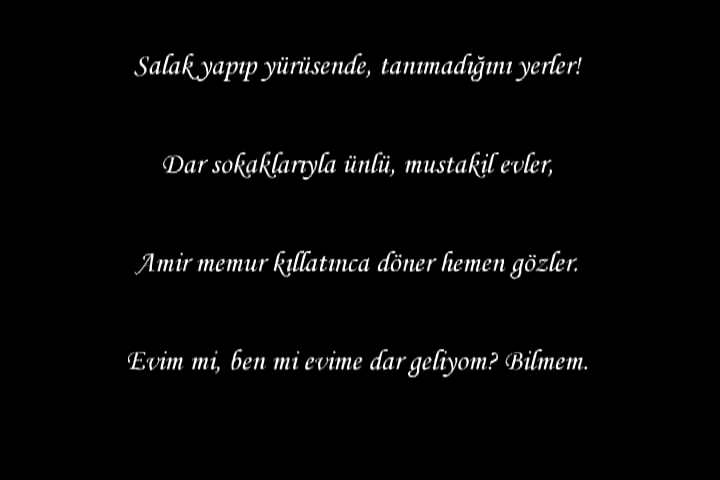 Salak yapıp yürüsende, tanımadığını yerler!
Dar sokaklarıyla ünlü, mustakil evler,
Amir memur kıllatınca döner hemen gözler.
Evim mi, ben mi evime dar geliyom? Bilmem.